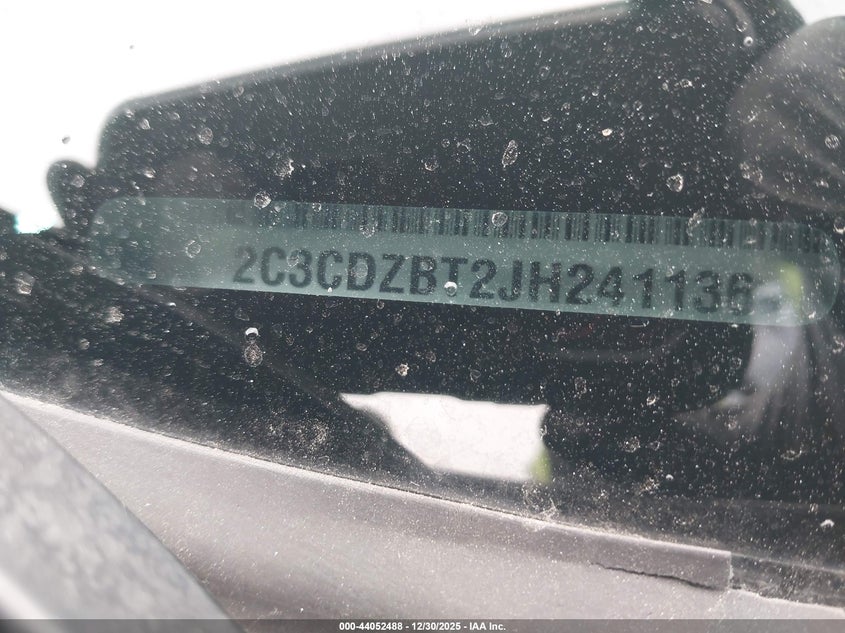 2C3CDZBT2JH241136
000-44052488 - 12/30/2025 - IAA Inc.